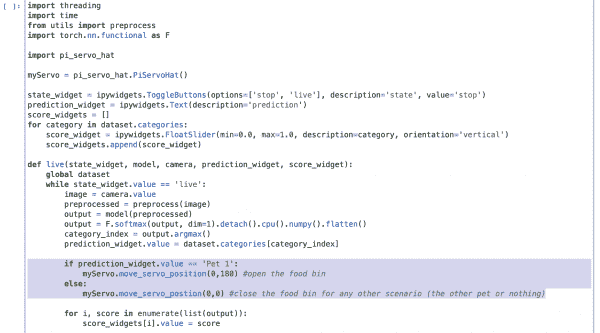 [ ]:
import threading
import time
from utils import preprocess
import torch.nn.functional as F
import pi_servo_hat
myServo = pi_servo_hat.PiServoHat()
state_widget = ipywidgets.ToggleButtons(options=['stop', 'live'], description='state', value='stop')
prediction_widget = ipywidgets.Text(description='prediction')
score_widgets = []
for category in dataset.categories:
    score_widget = ipywidgets.FloatSlider(min=0.0, max=1.0, description=category, orientation='vertical')
    score_widgets.append(score_widget)
def live(state_widget, model, camera, prediction_widget, score_widget):
    global dataset
    while state_widget.value == 'live':
        image = camera.value
        preprocessed = preprocess(image)
        output = model(preprocessed)
        output = F.softmax(output, dim=1).detach().cpu().numpy().flatten()
        category_index = output.argmax()
        prediction_widget.value = dataset.categories[category_index]
        if prediction_widget.value == 'Pet 1':
            myServo.move_servo_postition(0,180) #open the food bin
        else:
            myServo.move_servo_postion(0,0) #close the food bin for any other scenario (the other pet or nothing)
        for i, score in enumerate(list(output)):
            score_widgets[i].value = score